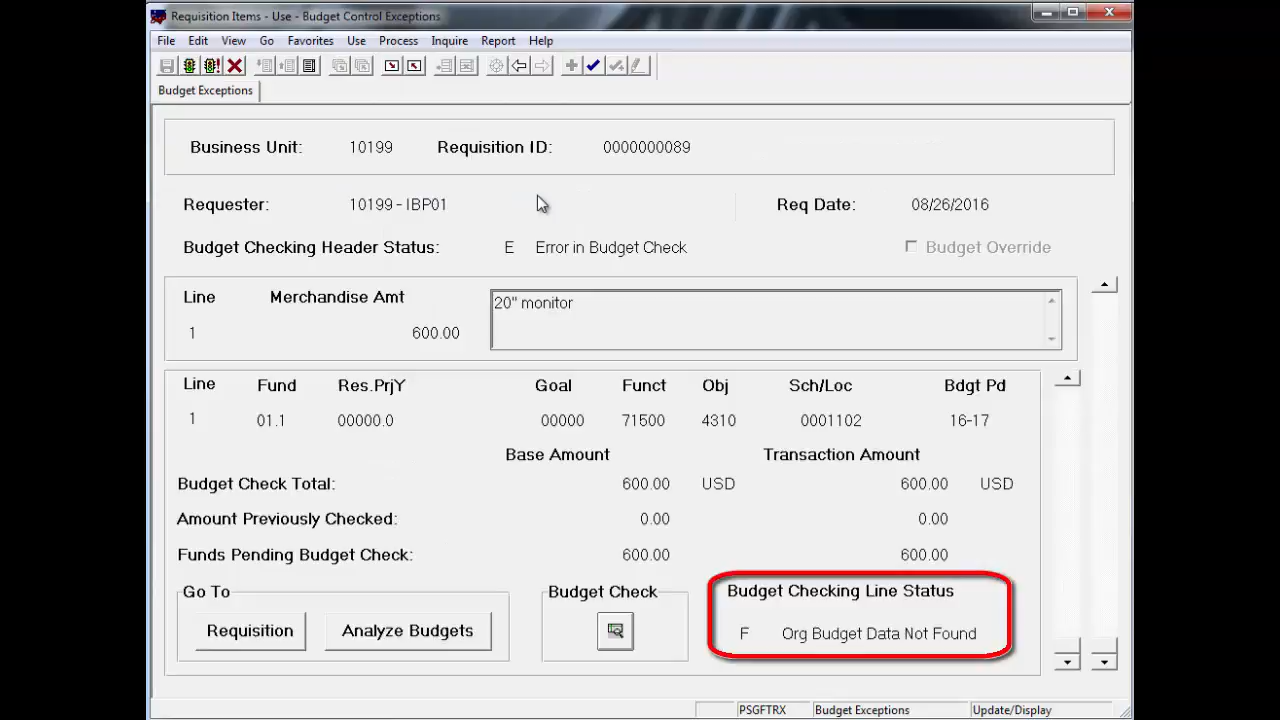 Requisition Items - Use - Budget Control Exceptions
File Edit View Go Favorites Use Process Inquire Report Help
Budget Exceptions
Business Unit: 10199 Requisition ID: 0000000089
Requester: 10199 - IBP01 Req Date: 08/26/2016
Budget Checking Header Status: E Error in Budget Check Budget Override
Line Merchandise Amt 20" monitor
1 600.00
Line Fund Res.PrjY Goal Funct Obj Sch/Loc Bdgt Pd
1 01.1 00000.0 00000 71500 4310 0001102 16-17
Base Amount Transaction Amount
Budget Check Total: 600.00 USD 600.00 USD
Amount Previously Checked: 0.00 0.00
Funds Pending Budget Check: 600.00 600.00
Go To Budget Check Budget Checking Line Status
Requisition Analyze Budgets F Org Budget Data Not Found
PSGFTRX Budget Exceptions Update/Display